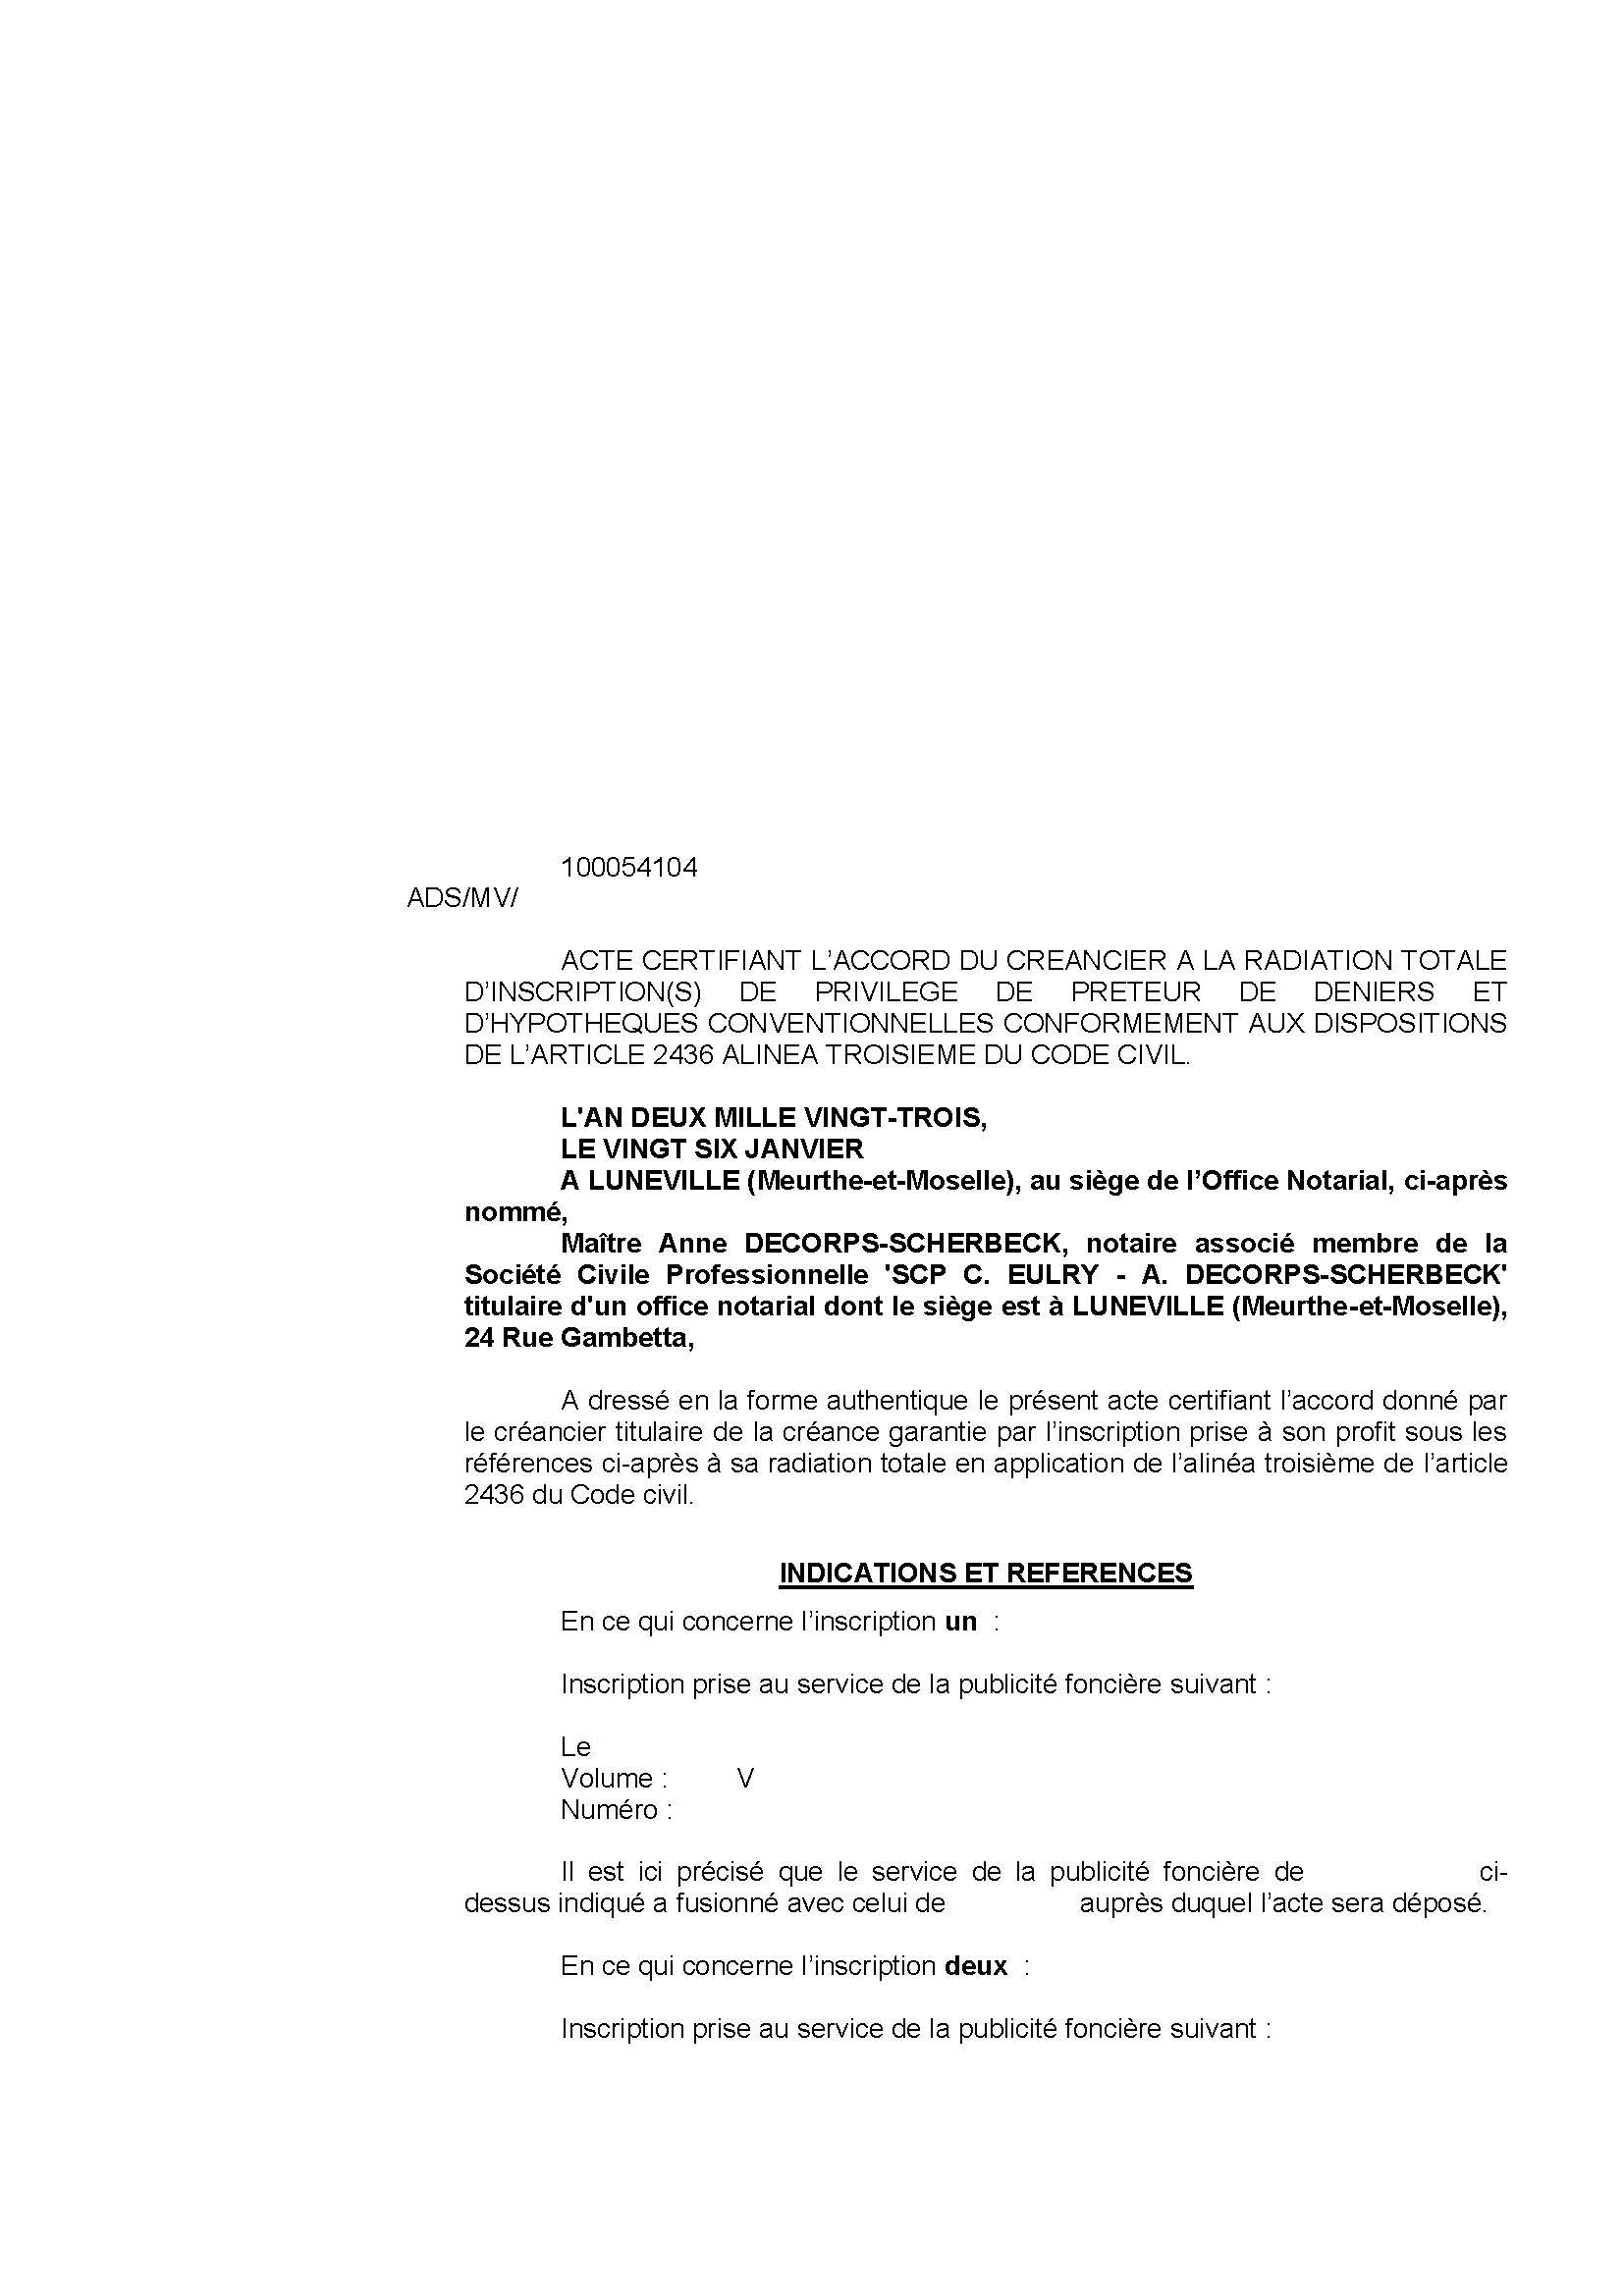 100054104
ADS/MV/
ACTE CERTIFIANT L’ACCORD DU CREANCIER A LA RADIATION TOTALE
D’INSCRIPTION(S) DE PRIVILEGE DE PRETEUR DE DENIERS ET
D’HYPOTHEQUES CONVENTIONNELLES CONFORMEMENT AUX DISPOSITIONS
DE L’ARTICLE 2436 ALINEA TROISIEME DU CODE CIVIL.
L'AN DEUX MILLE VINGT-TROIS,
LE VINGT SIX JANVIER
A LUNEVILLE (Meurthe-et-Moselle), au siège de l’Office Notarial, ci-après
nommé,
Maître Anne DECORPS-SCHERBECK, notaire associé membre de la
Société Civile Professionnelle 'SCP C. EULRY - A. DECORPS-SCHERBECK'
titulaire d'un office notarial dont le siège est à LUNEVILLE (Meurthe-et-Moselle),
24 Rue Gambetta,
A dressé en la forme authentique le présent acte certifiant l’accord donné par
le créancier titulaire de la créance garantie par l’inscription prise à son profit sous les
références ci-après à sa radiation totale en application de l’alinéa troisième de l’article
2436 du Code civil.
INDICATIONS ET REFERENCES
En ce qui concerne l’inscription un :
Inscription prise au service de la publicité foncière suivant :
Le
Volume : V
Numéro :
Il est ici précisé que le service de la publicité foncière de ci-
dessus indiqué a fusionné avec celui de auprès duquel l’acte sera déposé.
En ce qui concerne l’inscription deux :
Inscription prise au service de la publicité foncière suivant :